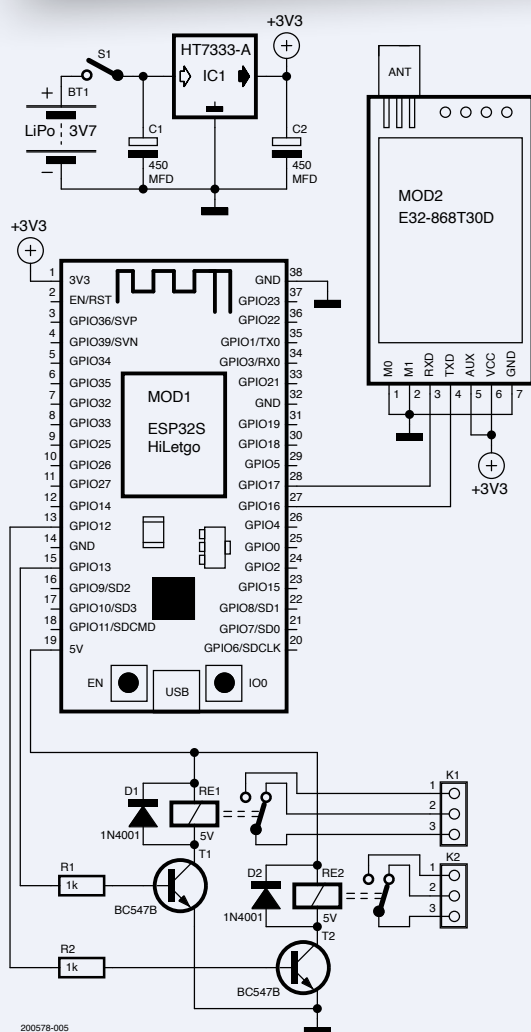 +3V3
S1
HT7333-A
IC1
BT1
+
LiPo 3V7
−
C1
450
MFD
C2
450
MFD
ANT
MOD2
E32-868T30D
M0
M1
RXD
TXD
AUX
VCC
GND
1 2 3 4 5 6 7
+3V3
+3V3
1 3V3
2 EN/RST
3 GPIO36/SVP
4 GPIO39/SVN
5 GPIO34
6 GPIO35
7 GPIO32
8 GPIO33
9 GPIO25
10 GPIO26
11 GPIO27
12 GPIO14
13 GPIO12
14 GND
15 GPIO13
16 GPIO9/SD2
17 GPIO10/SD3
18 GPIO11/SDCMD
19 5V
MOD1
ESP32S
HiLetgo
GND 38
GPIO23 37
GPIO22 36
GPIO1/TX0 35
GPIO3/RX0 34
GPIO21 33
GND 32
GPIO19 31
GPIO18 30
GPIO5 29
GPIO17 28
GPIO16 27
GPIO4 26
GPIO0 25
GPIO2 24
GPIO15 23
GPIO8/SD1 22
GPIO7/SD0 21
GPIO6/SDCLK 20
EN
USB
IO0
D1
1N4001
RE1
5V
T1
BC547B
R1
1k
K1
1
2
3
D2
1N4001
RE2
5V
T2
BC547B
R2
1k
K2
1
2
3
200578-005